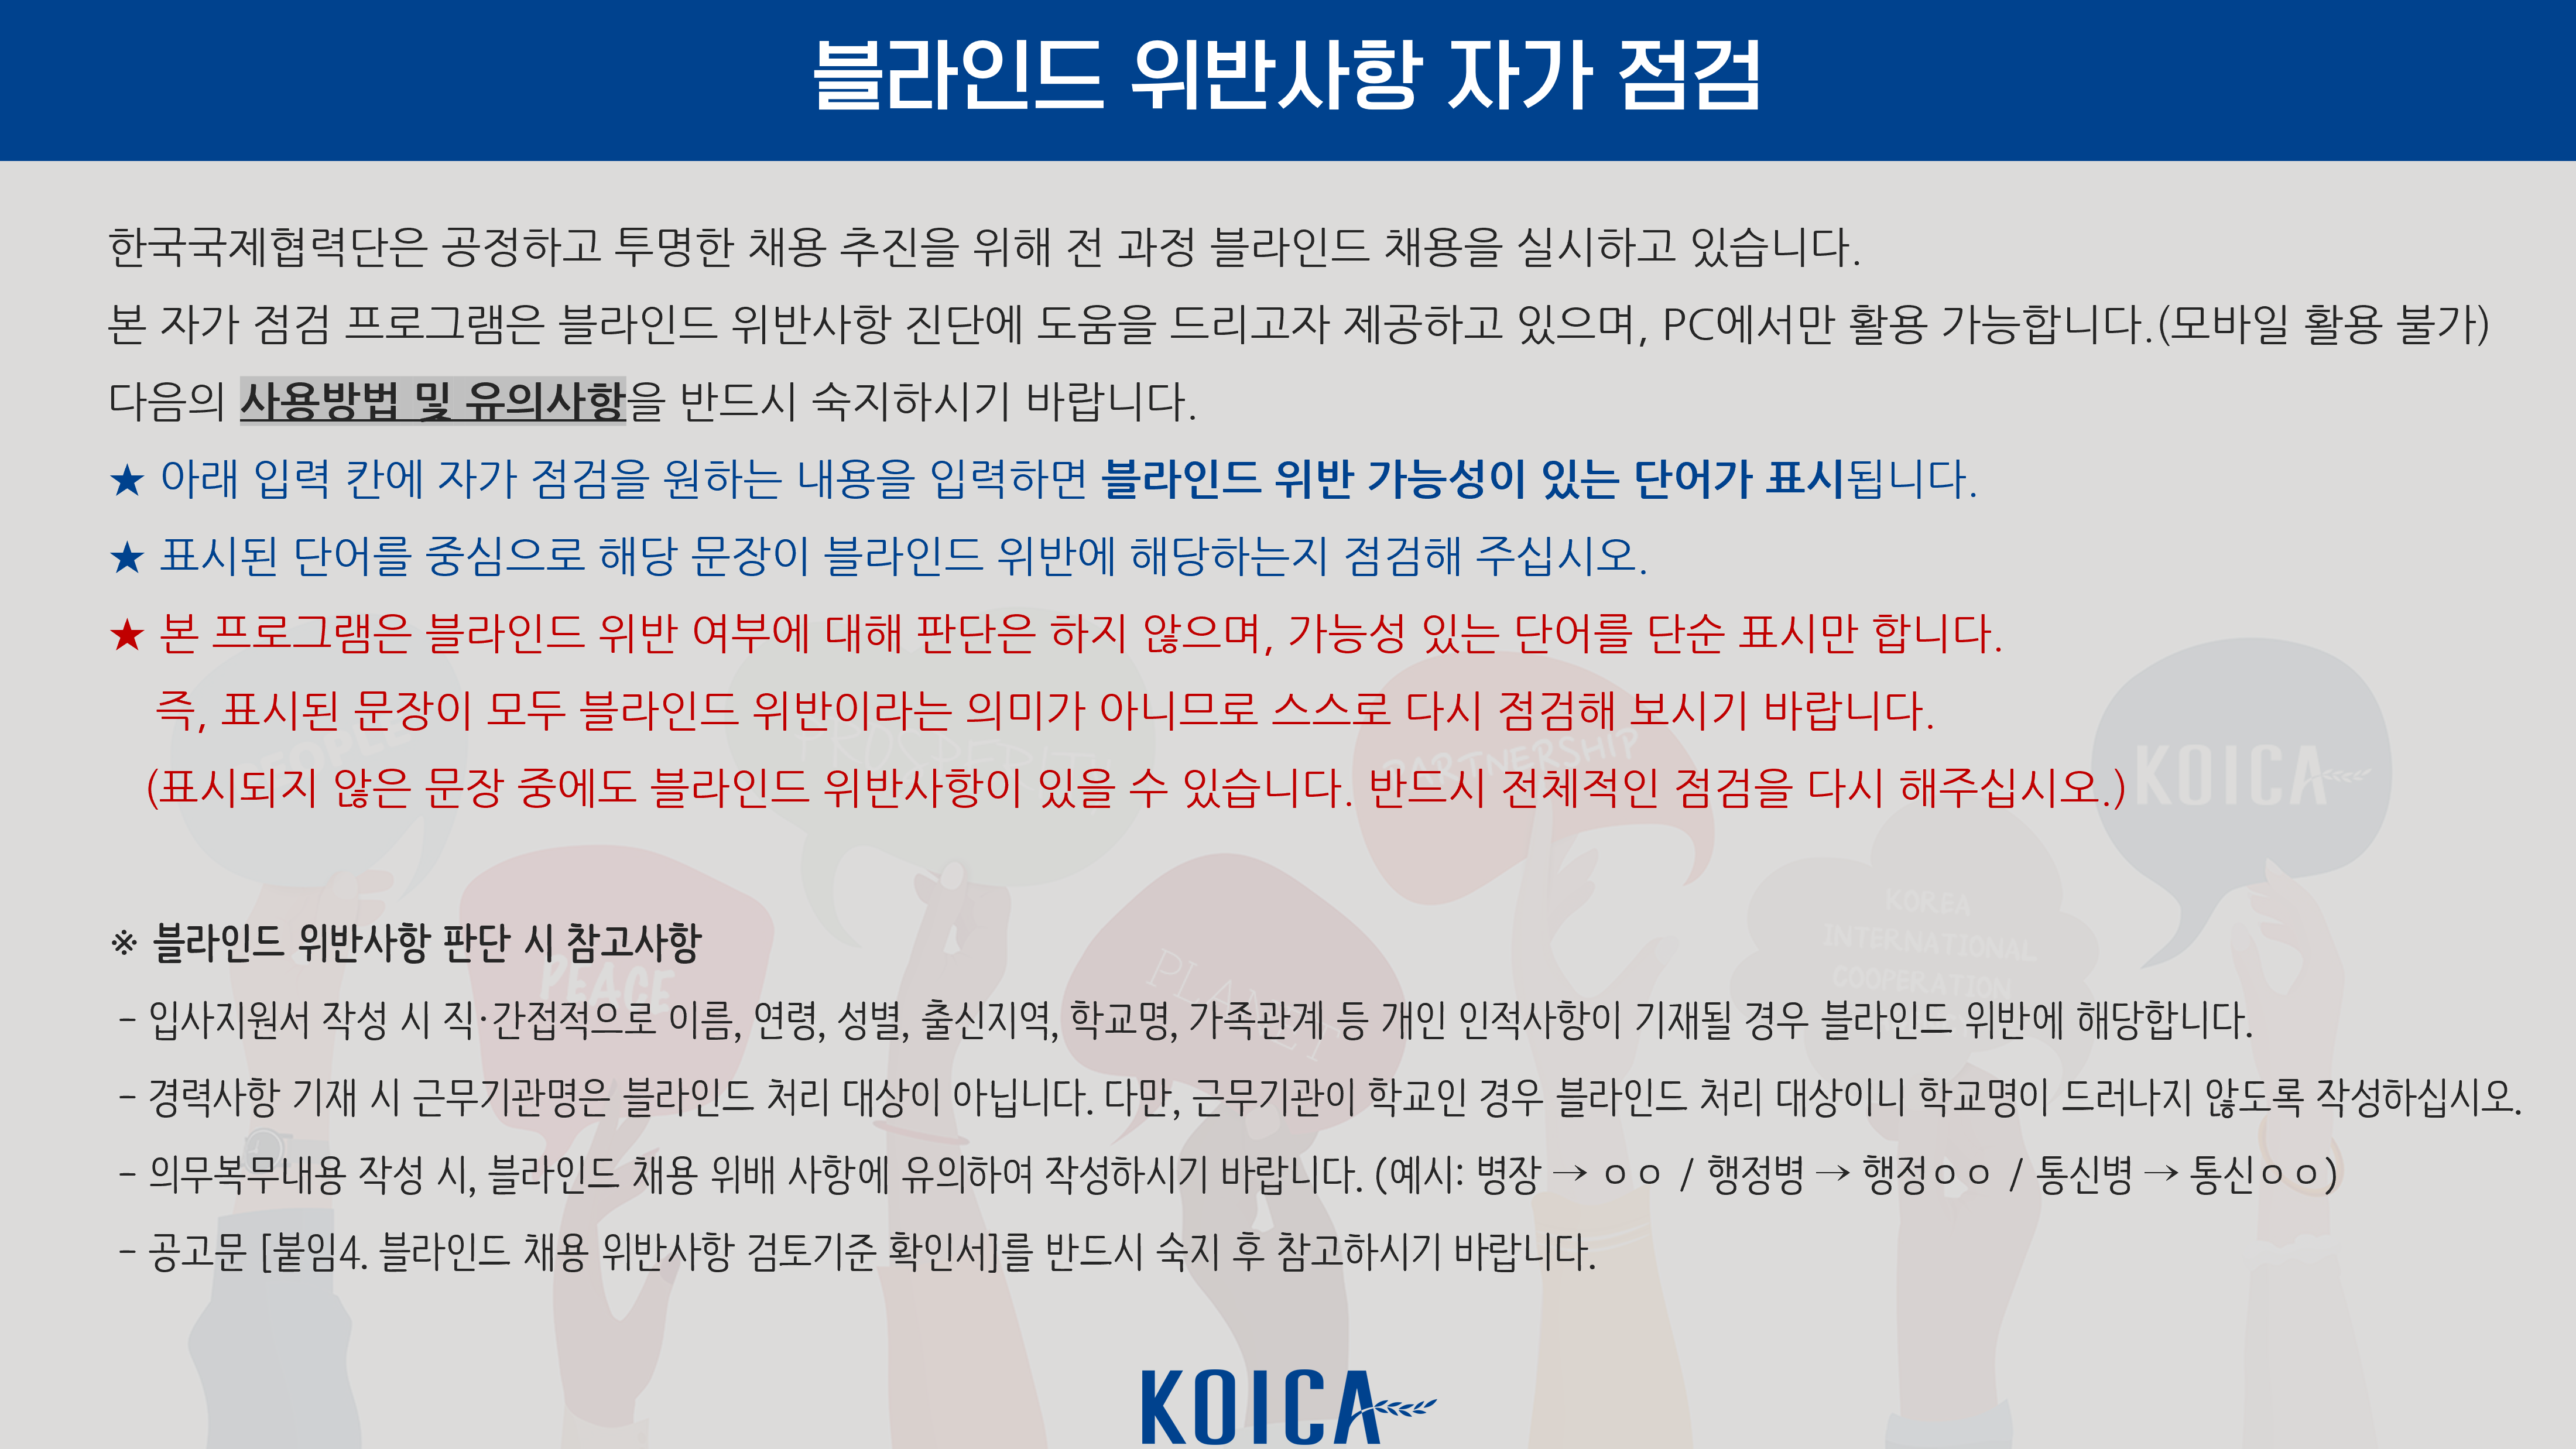 블라인드 위반사항 자가 점검
한국국제협력단은 공정하고 투명한 채용 추진을 위해 전 과정 블라인드 채용을 실시하고 있습니다.
본 자가 점검 프로그램은 블라인드 위반사항 진단에 도움을 드리고자 제공하고 있으며, PC에서만 활용 가능합니다.(모바일 활용 불가)
다음의 사용방법 및 유의사항을 반드시 숙지하시기 바랍니다.
★ 아래 입력 칸에 자가 점검을 원하는 내용을 입력하면 블라인드 위반 가능성이 있는 단어가 표시됩니다.
★ 표시된 단어를 중심으로 해당 문장이 블라인드 위반에 해당하는지 점검해 주십시오.
★ 본 프로그램은 블라인드 위반 여부에 대해 판단은 하지 않으며, 가능성 있는 단어를 단순 표시만 합니다.
즉, 표시된 문장이 모두 블라인드 위반이라는 의미가 아니므로 스스로 다시 점검해 보시기 바랍니다.
(표시되지 않은 문장 중에도 블라인드 위반사항이 있을 수 있습니다. 반드시 전체적인 점검을 다시 해주십시오.)
PEOPLE
PROSPERITY
PARTNERSHIP
KOICA
※ 블라인드 위반사항 판단 시 참고사항
PEACE
PLANET
KOREA
INTERNATIONAL
COOPERATION
- 입사지원서 작성 시 직·간접적으로 이름, 연령, 성별, 출신지역, 학교명, 가족관계 등 개인 인적사항이 기재될 경우 블라인드 위반에 해당합니다.
- 경력사항 기재 시 근무기관명은 블라인드 처리 대상이 아닙니다. 다만, 근무기관이 학교인 경우 블라인드 처리 대상이니 학교명이 드러나지 않도록 작성하십시오.
- 의무복무내용 작성 시, 블라인드 채용 위배 사항에 유의하여 작성하시기 바랍니다. (예시: 병장 → ㅇㅇ / 행정병 → 행정ㅇㅇ / 통신병 → 통신ㅇㅇ)
- 공고문 [붙임4. 블라인드 채용 위반사항 검토기준 확인서]를 반드시 숙지 후 참고하시기 바랍니다.
KOICA